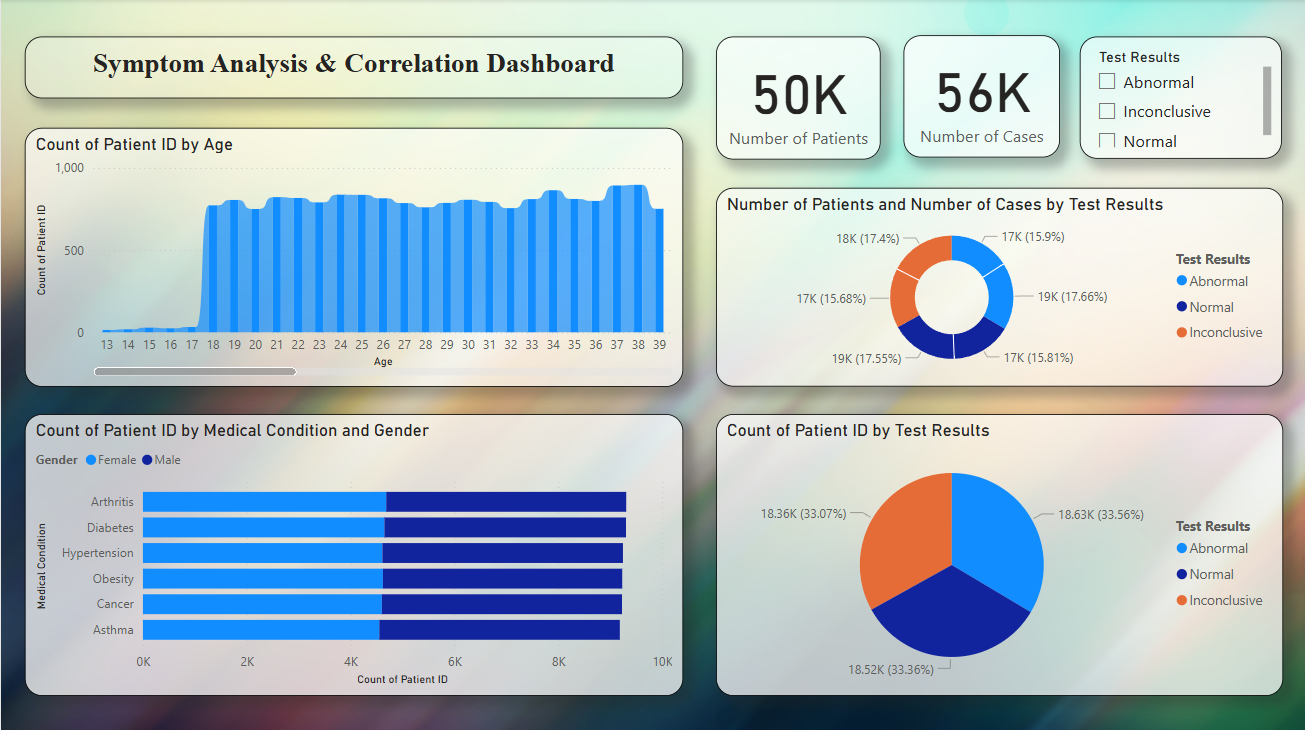 Symptom Analysis & Correlation Dashboard
50K
Number of Patients
56K
Number of Cases
Test Results
Abnormal
Inconclusive
Normal
Count of Patient ID by Age
Count of Patient ID
1,000
500
0
13 14 15 16 17 18 19 20 21 22 23 24 25 26 27 28 29 30 31 32 33 34 35 36 37 38 39
Age
Number of Patients and Number of Cases by Test Results
18K (17.4%)
17K (15.9%)
17K (15.68%)
19K (17.66%)
19K (17.55%)
17K (15.81%)
Test Results
Abnormal
Normal
Inconclusive
Count of Patient ID by Medical Condition and Gender
Gender Female Male
Medical Condition
Arthritis
Diabetes
Hypertension
Obesity
Cancer
Asthma
0K 2K 4K 6K 8K 10K
Count of Patient ID
Count of Patient ID by Test Results
18.36K (33.07%)
18.63K (33.56%)
18.52K (33.36%)
Test Results
Abnormal
Normal
Inconclusive